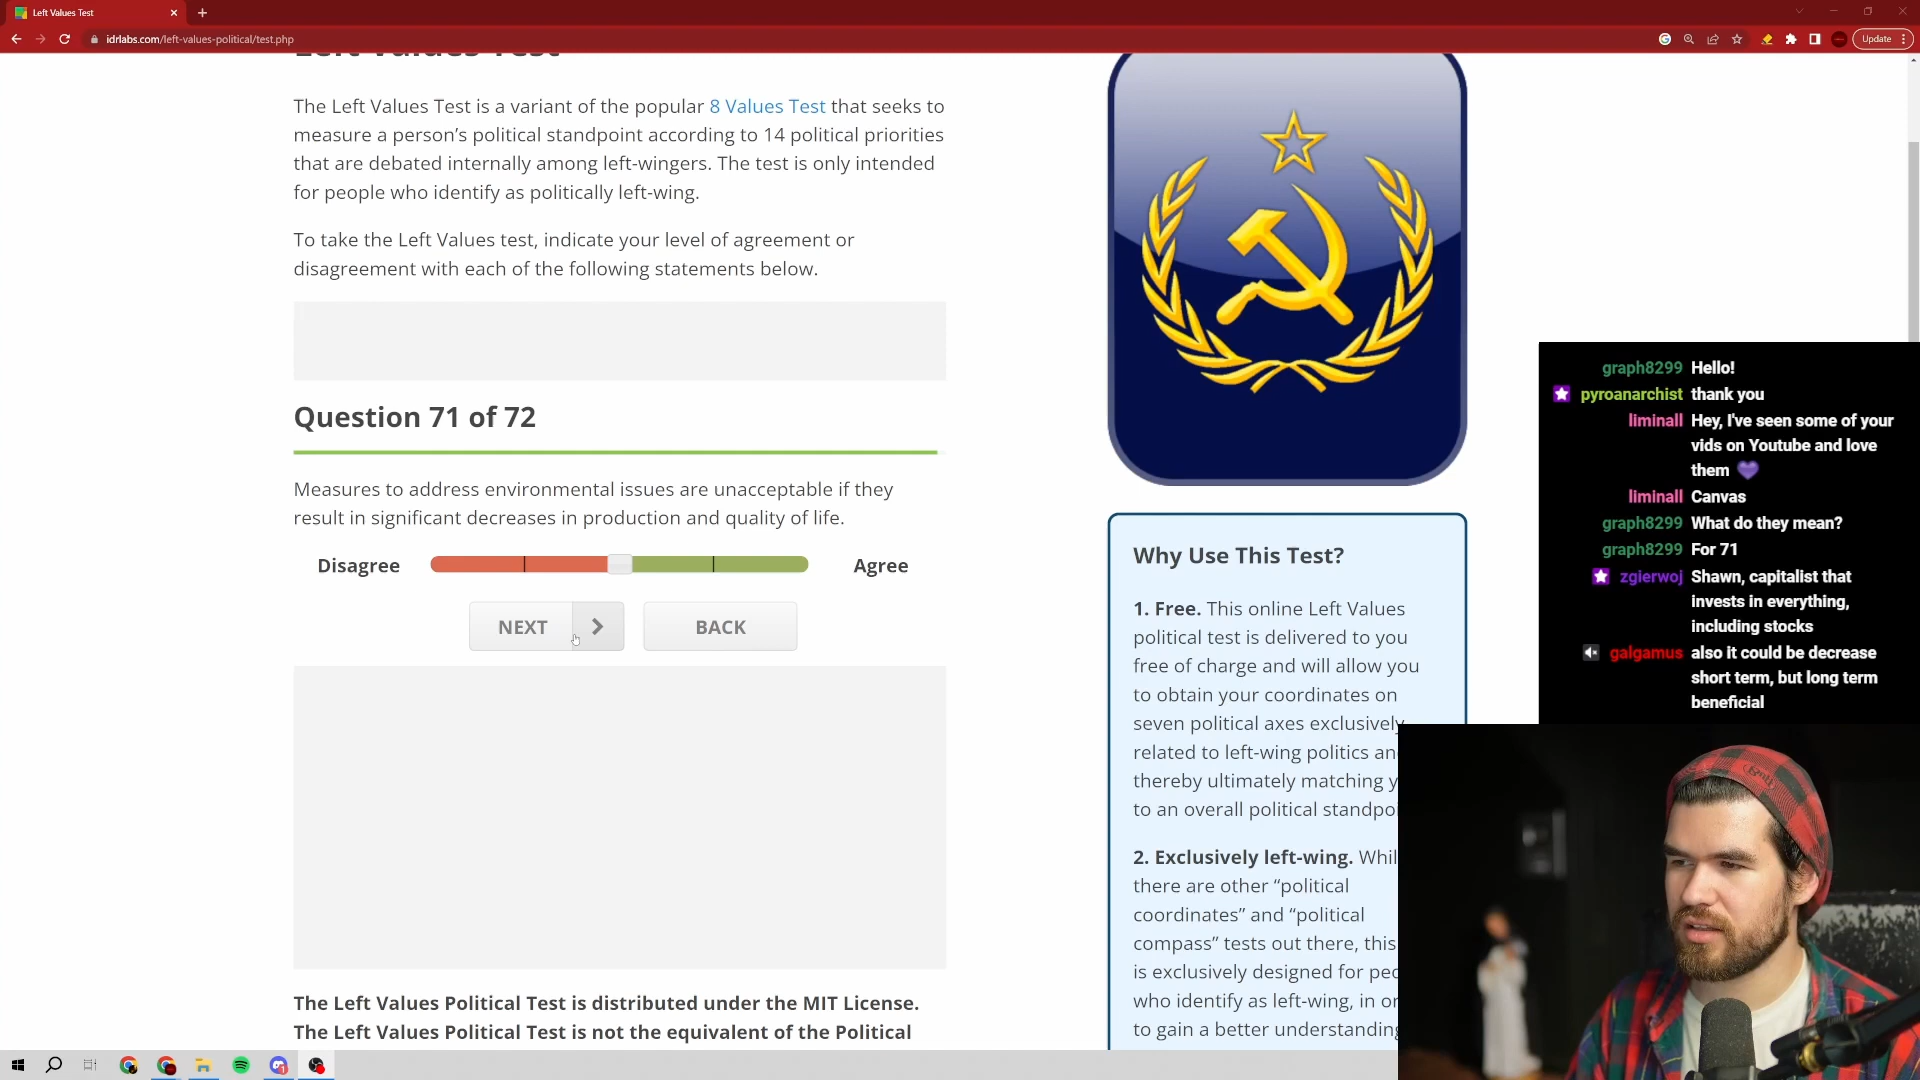 Left Values Test
idrlabs.com/left-values-political/test.php
Update
Left Values Test
The Left Values Test is a variant of the popular 8 Values Test that seeks to
measure a person's political standpoint according to 14 political priorities
that are debated internally among left-wingers. The test is only intended
for people who identify as politically left-wing.
To take the Left Values test, indicate your level of agreement or
disagreement with each of the following statements below.
Question 71 of 72
Measures to address environmental issues are unacceptable if they
result in significant decreases in production and quality of life.
Disagree
Agree
NEXT
BACK
The Left Values Political Test is distributed under the MIT License.
The Left Values Political Test is not the equivalent of the Political
Why Use This Test?
1. Free. This online Left Values
political test is delivered to you
free of charge and will allow you
to obtain your coordinates on
seven political axes exclusively
related to left-wing politics an
thereby ultimately matching y
to an overall political standpo
2. Exclusively left-wing. Whil
there are other “political
coordinates” and “political
compass” tests out there, this
is exclusively designed for peo
who identify as left-wing, in or
to gain a better understanding
graph8299 Hello!
pyroanarchist thank you
liminall Hey, I've seen some of your
vids on Youtube and love
them
liminall Canvas
graph8299 What do they mean?
graph8299 For 71
zgierwoj Shawn, capitalist that
invests in everything,
including stocks
galgamus also it could be decrease
short term, but long term
beneficial